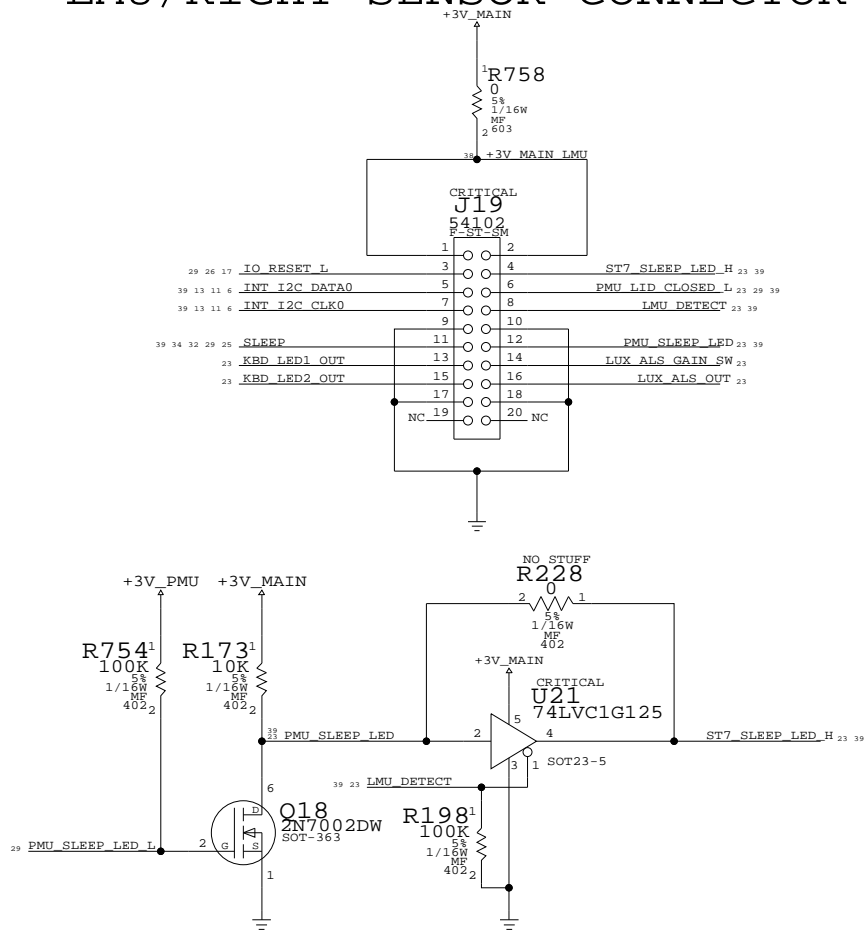 LMU/RIGHT SENSOR CONNECTOR
+3V_MAIN
1
R758
0
5%
1/16W
MF
603
2
38 +3V_MAIN_LMU
CRITICAL
J19
54102
F-ST-SM
1 2
29 26 17 IO_RESET_L 3 4 ST7_SLEEP_LED_H 23 39
39 13 11 6 INT_I2C_DATA0 5 6 PMU_LID_CLOSED_L 23 29 39
39 13 11 6 INT_I2C_CLK0 7 8 LMU_DETECT 23 39
9 10
39 34 32 29 25 SLEEP 11 12 PMU_SLEEP_LED 23 39
23 KBD_LED1_OUT 13 14 LUX_ALS_GAIN_SW 23
23 KBD_LED2_OUT 15 16 LUX_ALS_OUT 23
17 18
NC 19 20 NC
NO STUFF
R228
0
2 1
5%
1/16W
MF
402
+3V_PMU +3V_MAIN
R754 1
100K
5%
1/16W
MF
402 2
R173 1
10K
5%
1/16W
MF
402 2
+3V_MAIN
CRITICAL
U21
74LVC1G125
5
39
23 PMU_SLEEP_LED 2 4 ST7_SLEEP_LED_H 23 39
3 1 SOT23-5
39 23 LMU_DETECT
6
D
Q18
2N7002DW
SOT-363
29 PMU_SLEEP_LED_L 2 G S
1
R198 1
100K
5%
1/16W
MF
402 2